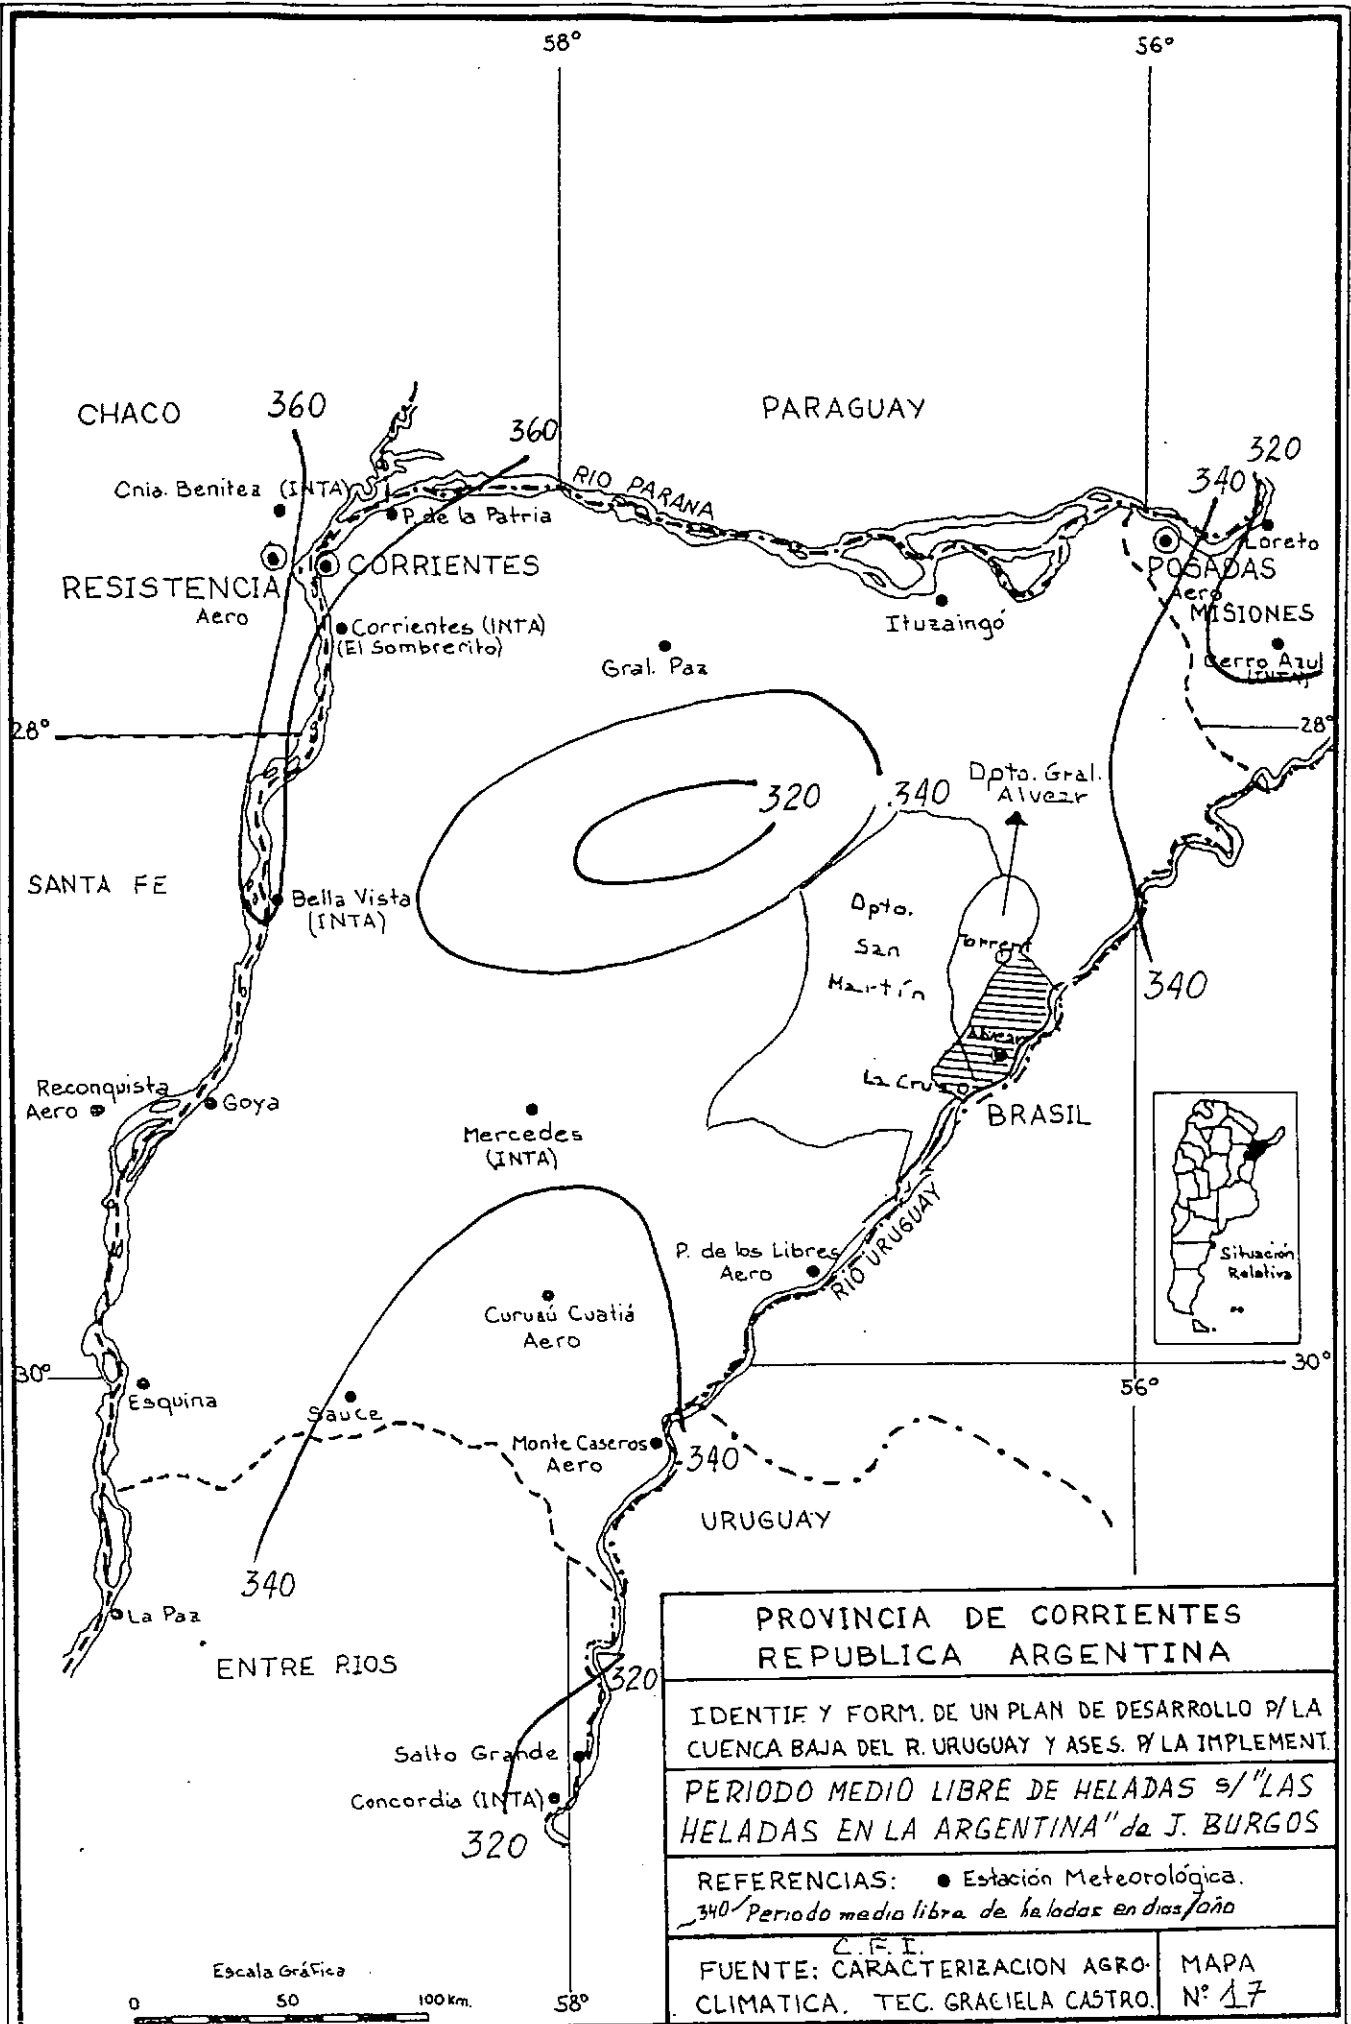 58°
56°
CHACO
360
360
PARAGUAY
320
340
Cnia. Benitez (INTA)
RIO PARANA
P. de la Patria
Loreto
CORRIENTES
POSADAS
Aero
RESISTENCIA
Aero
Ituzaingó
MISIONES
Corrientes (INTA)
(El Sombrerito)
Gral. Paz
Cerro Azul
(INTA)
28°
28°
Dpto. Gral.
Alvear
320
340
SANTA FE
Bella Vista
(INTA)
Dpto.
San
Martín
Torrent
340
Alvear
La Cruz
Reconquista
Aero
Goya
BRASIL
Mercedes
(INTA)
RIO URUGUAY
P. de los Libres
Aero
Situación
Relativa
Curuzú Cuatiá
Aero
30°
30°
56°
Esquina
Sauce
Monte Caseros
Aero
340
URUGUAY
340
La Paz
ENTRE RIOS
320
Salto Grande
Concordia (INTA)
320
PROVINCIA DE CORRIENTES
REPUBLICA ARGENTINA
IDENTIF. Y FORM. DE UN PLAN DE DESARROLLO P/ LA
CUENCA BAJA DEL R. URUGUAY Y ASES. P/ LA IMPLEMENT.
PERIODO MEDIO LIBRE DE HELADAS s/ "LAS
HELADAS EN LA ARGENTINA" de J. BURGOS
REFERENCIAS: ● Estación Meteorológica.
340 Periodo medio libre de heladas en dias/año
C.F.I.
FUENTE: CARACTERIZACION AGRO-
CLIMATICA. TEC. GRACIELA CASTRO.
MAPA
Nº 17
Escala Gráfica
0 50 100 km.
58°